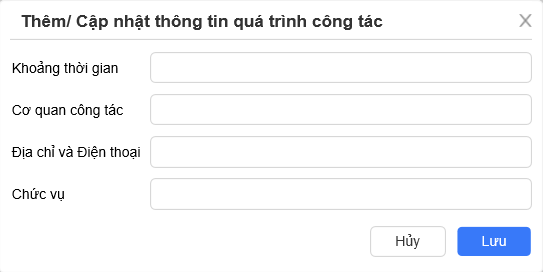 Thêm/ Cập nhật thông tin quá trình công tác
Khoảng thời gian
Cơ quan công tác
Địa chỉ và Điện thoại
Chức vụ
Hủy Lưu